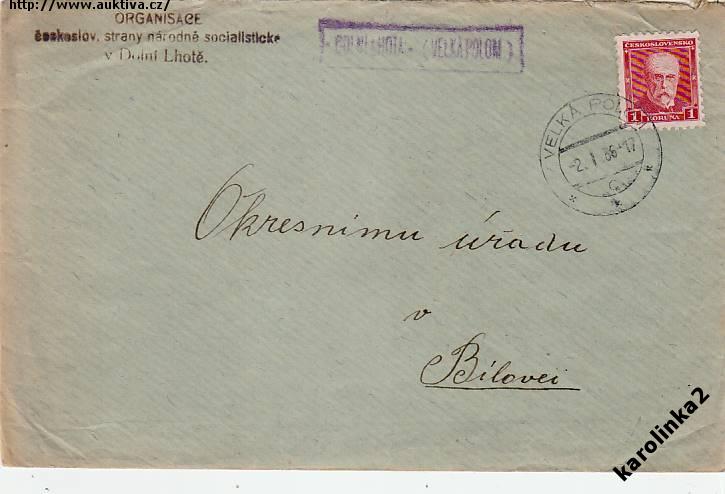 http://www.auktiva.cz/
ORGANISACE
českoslov. strany národně socialistické
v Dolní Lhotě.
DOLNÍ LHOTA - (VELKÁ POLOM)
ČESKOSLOVENSKO
1 KORUNA 1
VELKÁ POLOM
-2. I. 36-17
Okresnímu úřadu
v
Bílovci
karolinka2